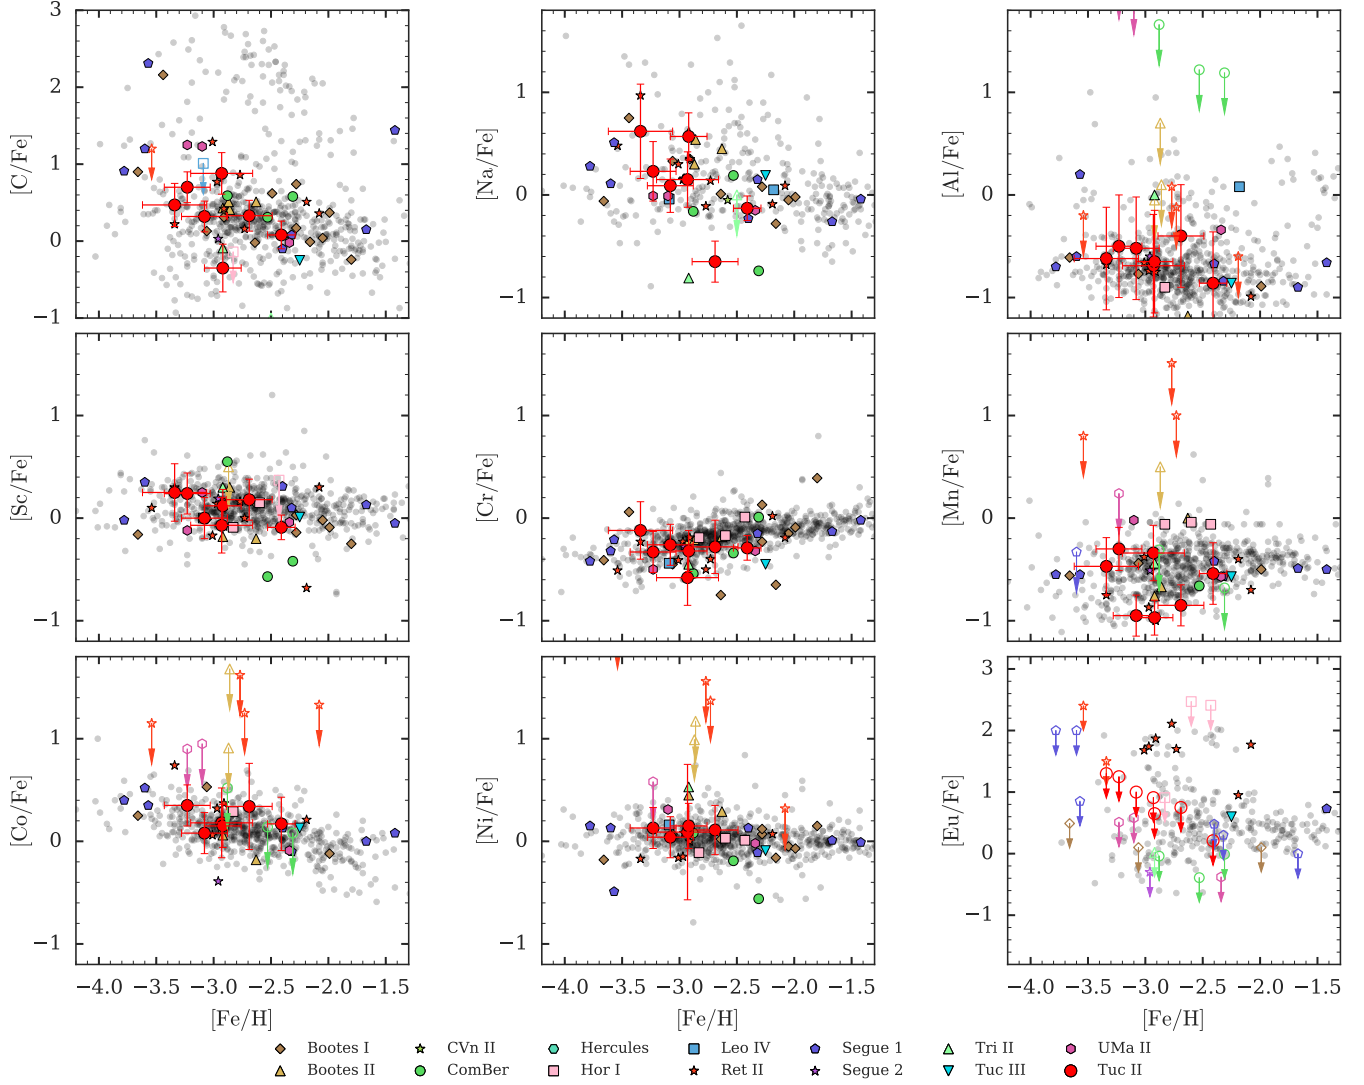 3
2
1
0
−1
[C/Fe]
1
0
−1
[Na/Fe]
1
0
−1
[Al/Fe]
1
0
−1
[Sc/Fe]
1
0
−1
[Cr/Fe]
1
0
−1
[Mn/Fe]
1
0
−1
[Co/Fe]
1
0
−1
[Ni/Fe]
3
2
1
0
−1
[Eu/Fe]
−4.0 −3.5 −3.0 −2.5 −2.0 −1.5
[Fe/H]
−4.0 −3.5 −3.0 −2.5 −2.0 −1.5
[Fe/H]
−4.0 −3.5 −3.0 −2.5 −2.0 −1.5
[Fe/H]
Bootes I CVn II Hercules Leo IV Segue 1 Tri II UMa II
Bootes II ComBer Hor I Ret II Segue 2 Tuc III Tuc II